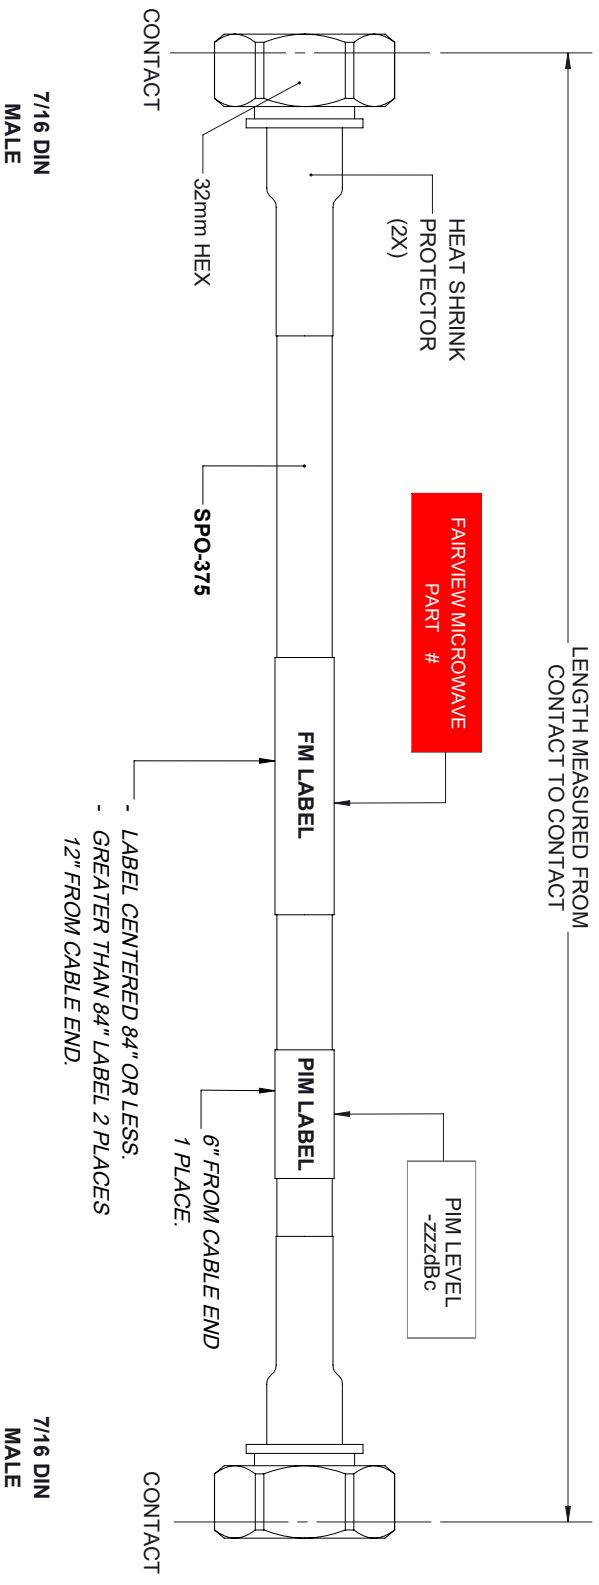 LENGTH MEASURED FROM
CONTACT TO CONTACT
FAIRVIEW MICROWAVE
PART #
PIM LEVEL
-zzzdBc
HEAT SHRINK
PROTECTOR
(2X)
FM LABEL
PIM LABEL
32mm HEX
SPO-375
CONTACT
CONTACT
6" FROM CABLE END
1 PLACE.
- LABEL CENTERED 84" OR LESS.
- GREATER THAN 84" LABEL 2 PLACES
12" FROM CABLE END.
7/16 DIN
MALE
7/16 DIN
MALE